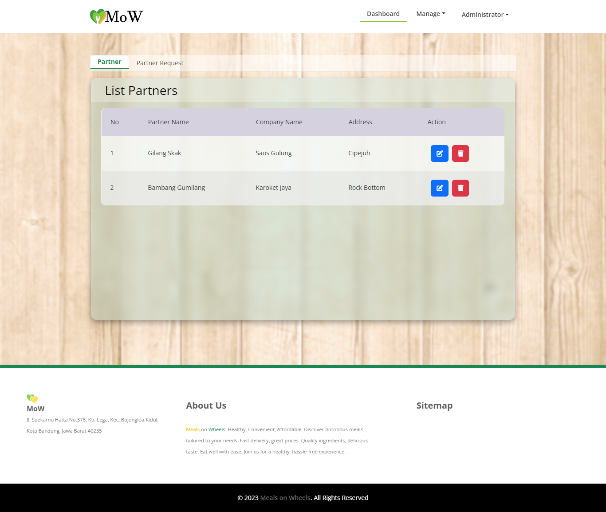 MoW
Dashboard Manage Administrator
Partner Partner Request
List Partners
No Partner Name Company Name Address Action
1 Gilang Skak Saus Gulung Cipejuh
2 Bambang Gumilang Karoket Jaya Rock Bottom
MoW
Jl. Soekarno Hatta No.378, Kb. Lega, Kec. Bojongloa Kidul,
Kota Bandung, Jawa Barat 40235
About Us
Meals on Wheels: Healthy, Convenient, Affordable. Discover nutritious meals
tailored to your needs. Fast delivery, great prices. Quality ingredients, delicious
taste. Eat well with ease. Join us for a healthy, hassle-free experience
Sitemap
© 2023 Meals on Wheels. All Rights Reserved